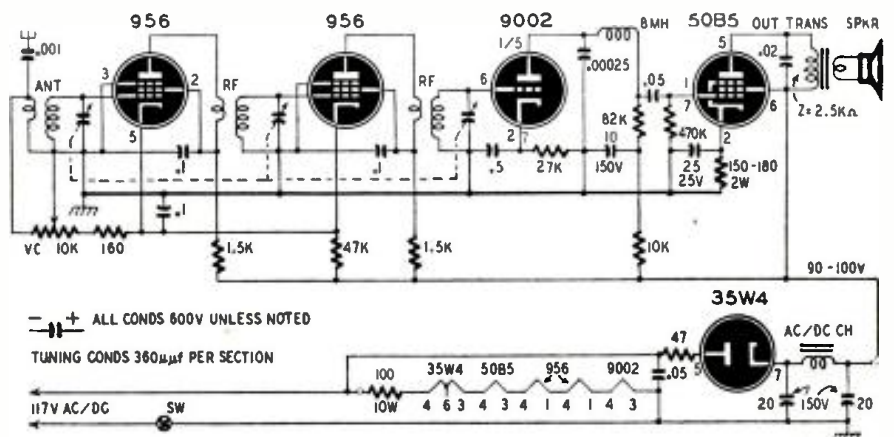 956
956
9002
50B5
OUT TRANS
SPKR
.001
ANT
3
2
5
.1
RF
.1
RF
1/5
6
2
.5
27K
8MH
.00025
82K
10
150V
.05
1
7
5
6
2
470K
25
25V
150-180
2W
.02
Z= 2.5KΩ
.1
VC
10K
160
1.5K
47K
1.5K
10K
90-100V
35W4
- + ALL CONDS 600V UNLESS NOTED
TUNING CONDS 360μμf PER SECTION
117V AC/DC
SW
100
10W
35W4
50B5
956
9002
4 6 3 4 3 4 1 4 1 4 3
47
.05
5
7
AC/DC CH
20
150V
20